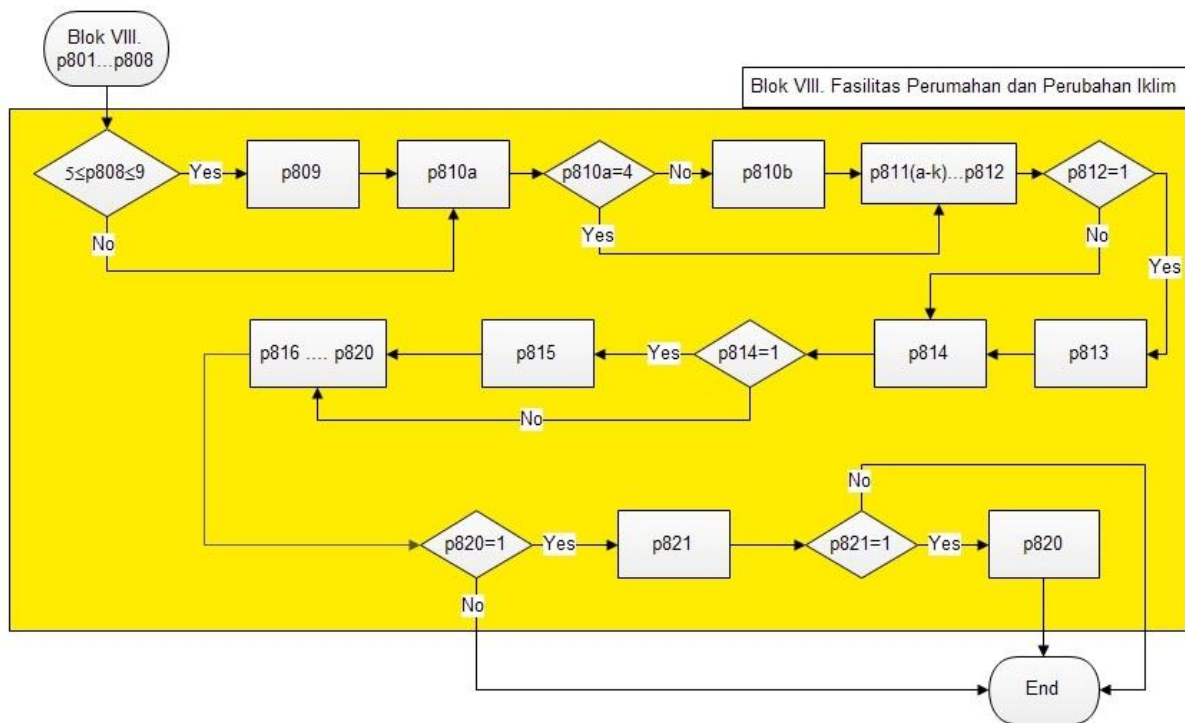 Blok VIII.
p801...p808
Blok VIII. Fasilitas Perumahan dan Perubahan Iklim
5≤p808≤9
Yes
p809
p810a
p810a=4
No
p810b
p811(a-k)...p812
p812=1
No
Yes
No
Yes
p816 .... p820
p815
Yes
p814=1
p814
p813
No
No
p820=1
Yes
p821
p821=1
Yes
p820
No
End